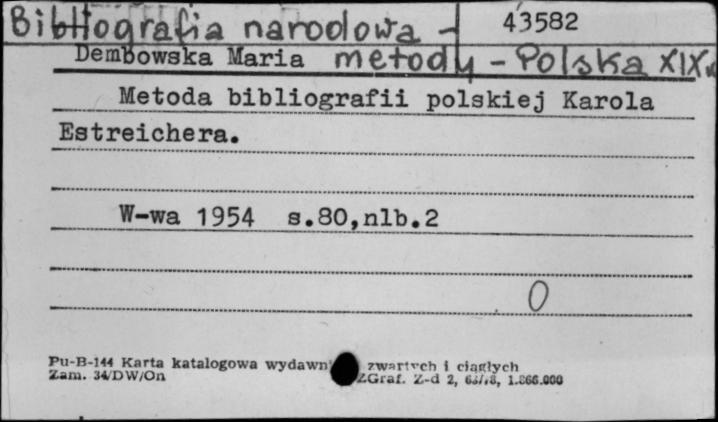 Bibliografia narodowa - 43582
Dembowska Maria metody - Polska XIX w
Metoda bibliografii polskiej Karola
Estreichera.
W-wa 1954 s.80,nlb.2
0
Pu-B-144 Karta katalogowa wydawn zwartych i ciągłych
Zam. 34/DW/On ZGraf. Z-d 2, 1.866.000